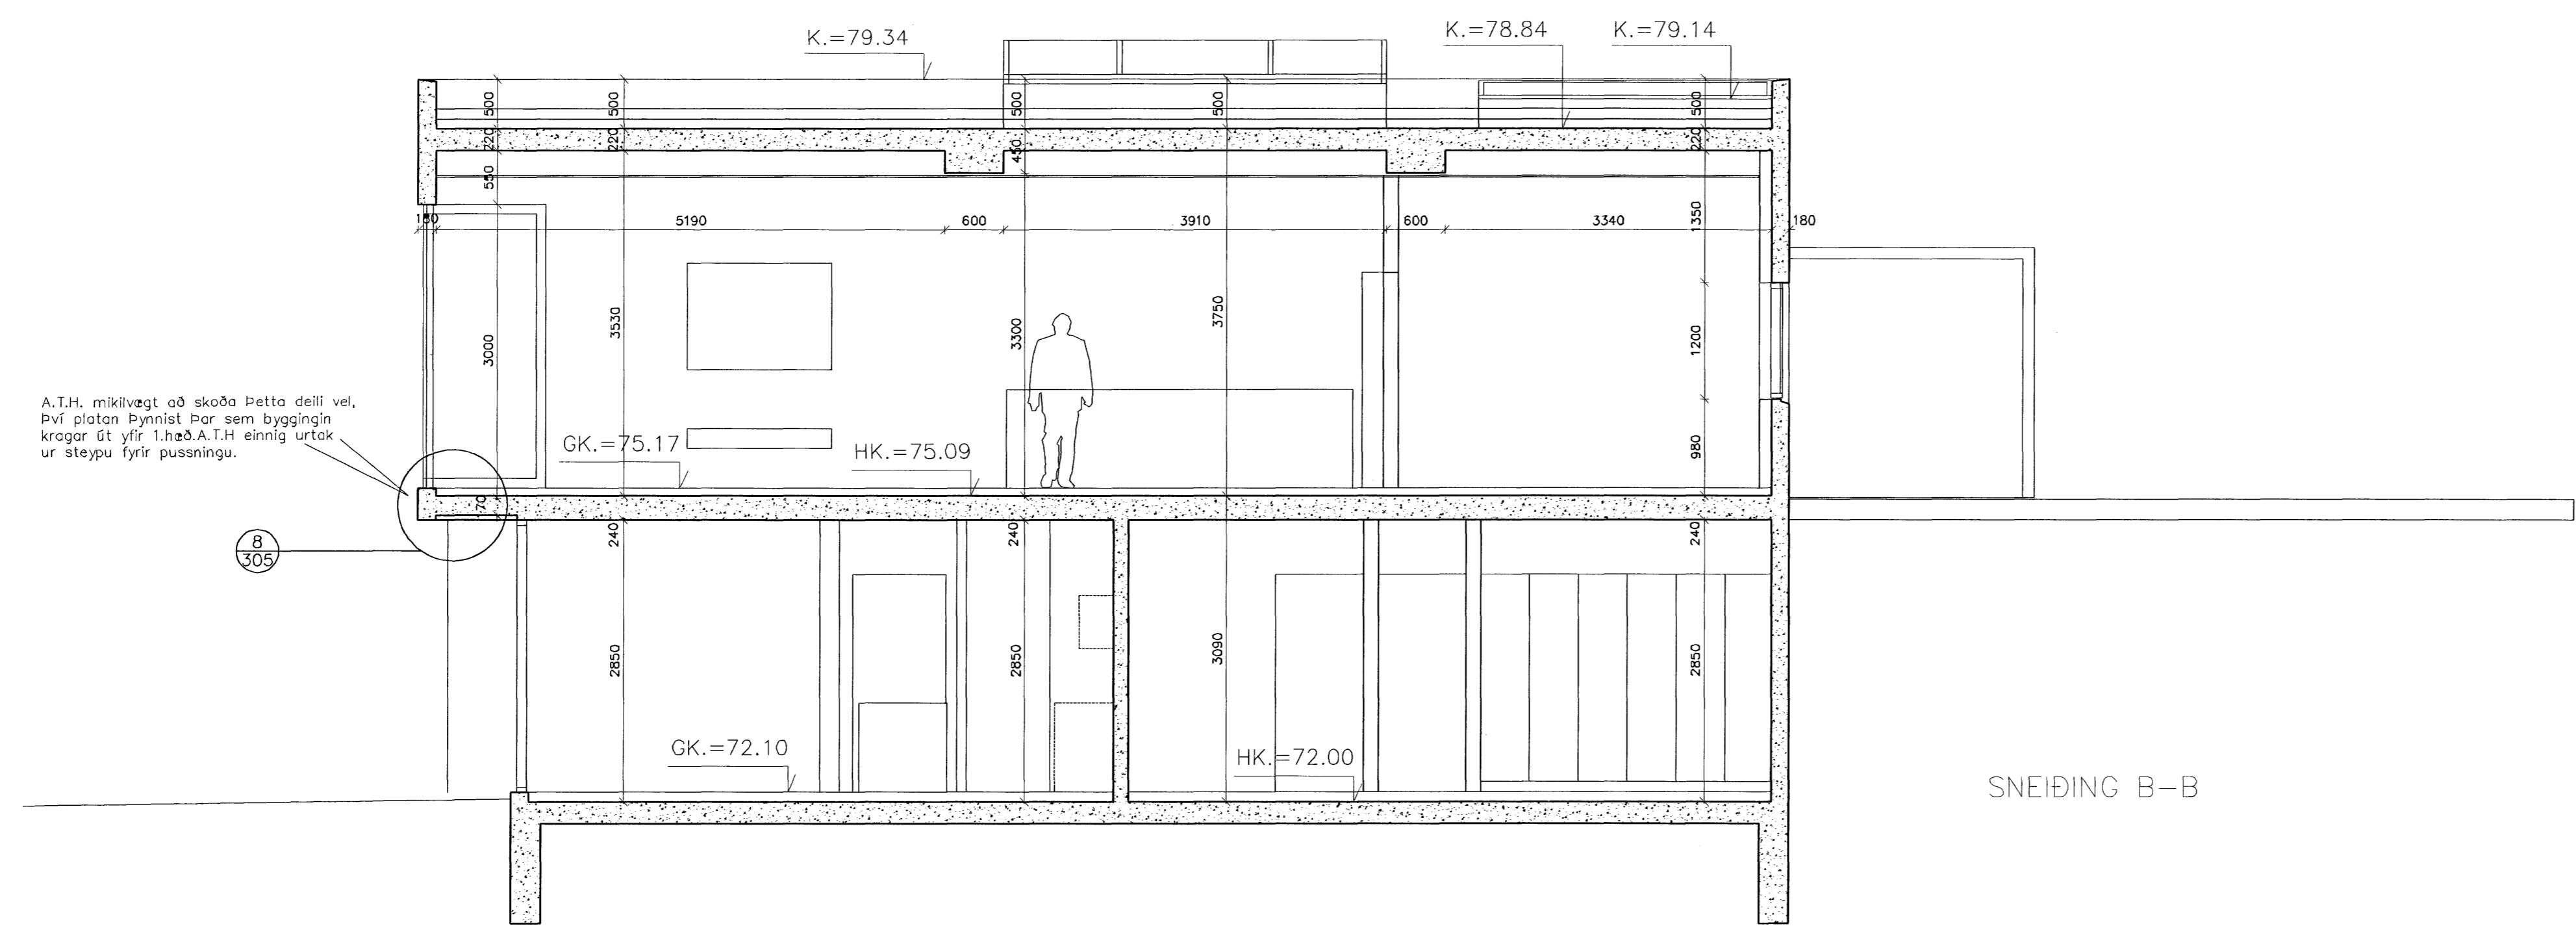 K.=79.34
K.=78.84
K.=79.14
500
500
500
500
500
220
220
450
220
550
180
5190
600
3910
600
3340
180
1350
3000
3530
3300
3750
1200
980
A.T.H. mikilvægt að skoða Þetta deili vel,
Því platan Þynnist Þar sem byggingin
kragar út yfir 1.hæð.A.T.H einnig urtak
ur steypu fyrir pussningu.
GK.=75.17
HK.=75.09
8
305
240
240
240
2850
2850
3090
2850
GK.=72.10
HK.=72.00
SNEIÐING B-B